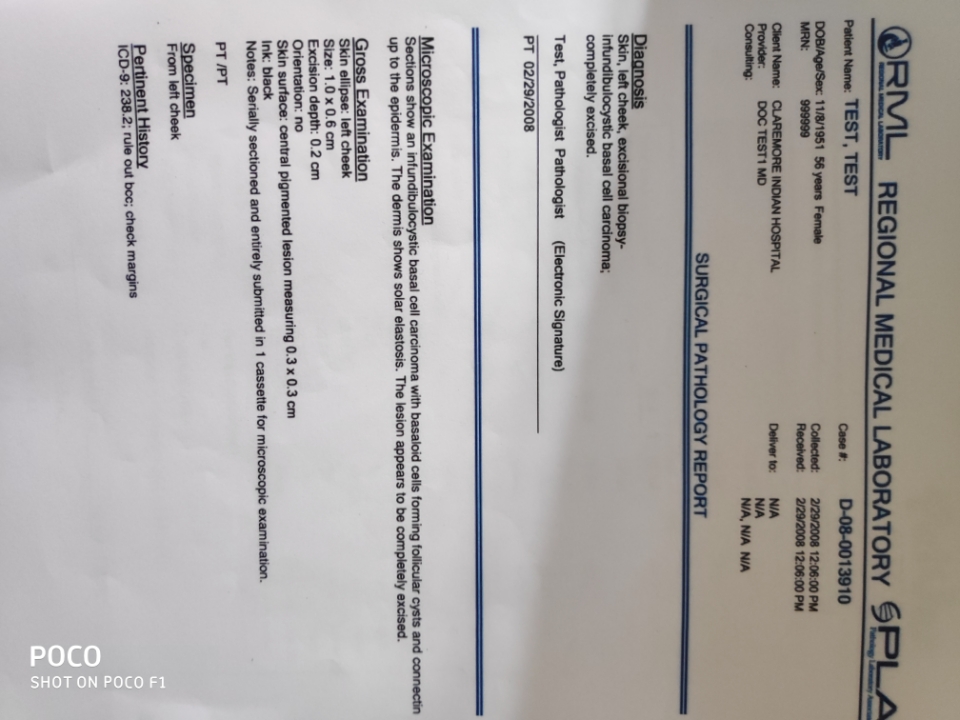 RML REGIONAL MEDICAL LABORATORY PLA
REGIONAL MEDICAL LABORATORY
Pathology Laboratory Associates
Patient Name: TEST, TEST
Case #: D-08-0013910
DOB/Age/Sex: 11/8/1951 56 years Female
Collected: 2/29/2008 12:06:00 PM
MRN: 999999
Received: 2/29/2008 12:06:00 PM
Client Name: CLAREMORE INDIAN HOSPITAL
Deliver to: N/A
Provider: DOC TEST1 MD
N/A
Consulting:
N/A, N/A N/A
SURGICAL PATHOLOGY REPORT
Diagnosis
Skin, left cheek, excisional biopsy-
infundibulocystic basal cell carcinoma;
completely excised.
Test, Pathologist Pathologist (Electronic Signature)
PT 02/29/2008
Microscopic Examination
Sections show an infundibulocystic basal cell carcinoma with basaloid cells forming follicular cysts and connectin
up to the epidermis. The dermis shows solar elastosis. The lesion appears to be completely excised.
Gross Examination
Skin ellipse: left cheek
Size: 1.0 x 0.6 cm
Excision depth: 0.2 cm
Orientation: no
Skin surface: central pigmented lesion measuring 0.3 x 0.3 cm
Ink: black
Notes: Serially sectioned and entirely submitted in 1 cassette for microscopic examination.
PT /PT
Specimen
From left cheek
Pertinent History
ICD-9: 238.2; rule out bcc; check margins
POCO
SHOT ON POCO F1